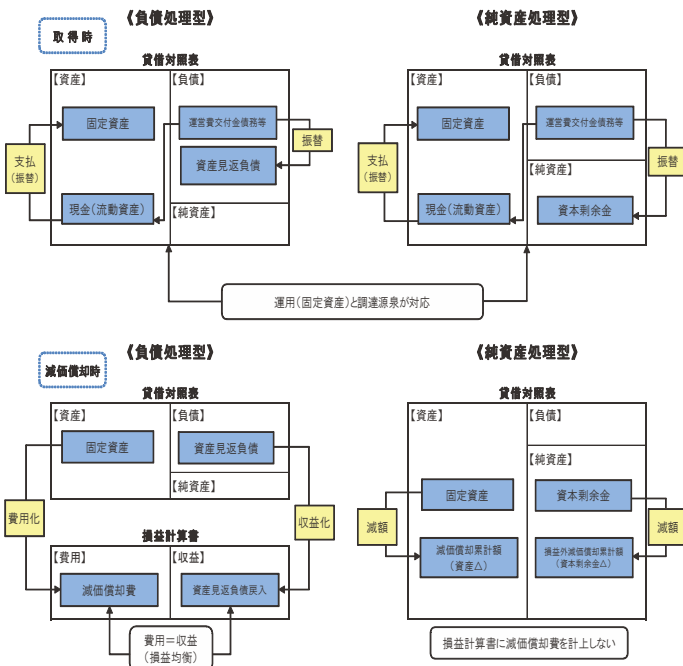 《負債処理型》
《純資産処理型》
取得時
貸借対照表
【資産】
【負債】
固定資産
運営費交付金債務等
支払
(振替)
振替
資産見返負債
現金(流動資産)
【純資産】
貸借対照表
【資産】
【負債】
固定資産
運営費交付金債務等
支払
(振替)
【純資産】
振替
現金(流動資産)
資本剰余金
運用(固定資産)と調達源泉が対応
《負債処理型》
《純資産処理型》
減価償却時
貸借対照表
【資産】
【負債】
固定資産
資産見返負債
【純資産】
費用化
収益化
損益計算書
【費用】
【収益】
減価償却費
資産見返負債戻入
費用=収益
(損益均衡)
貸借対照表
【資産】
【負債】
【純資産】
固定資産
資本剰余金
減額
減額
減価償却累計額
(資産△)
損益外減価償却累計額
(資本剰余金△)
損益計算書に減価償却費を計上しない